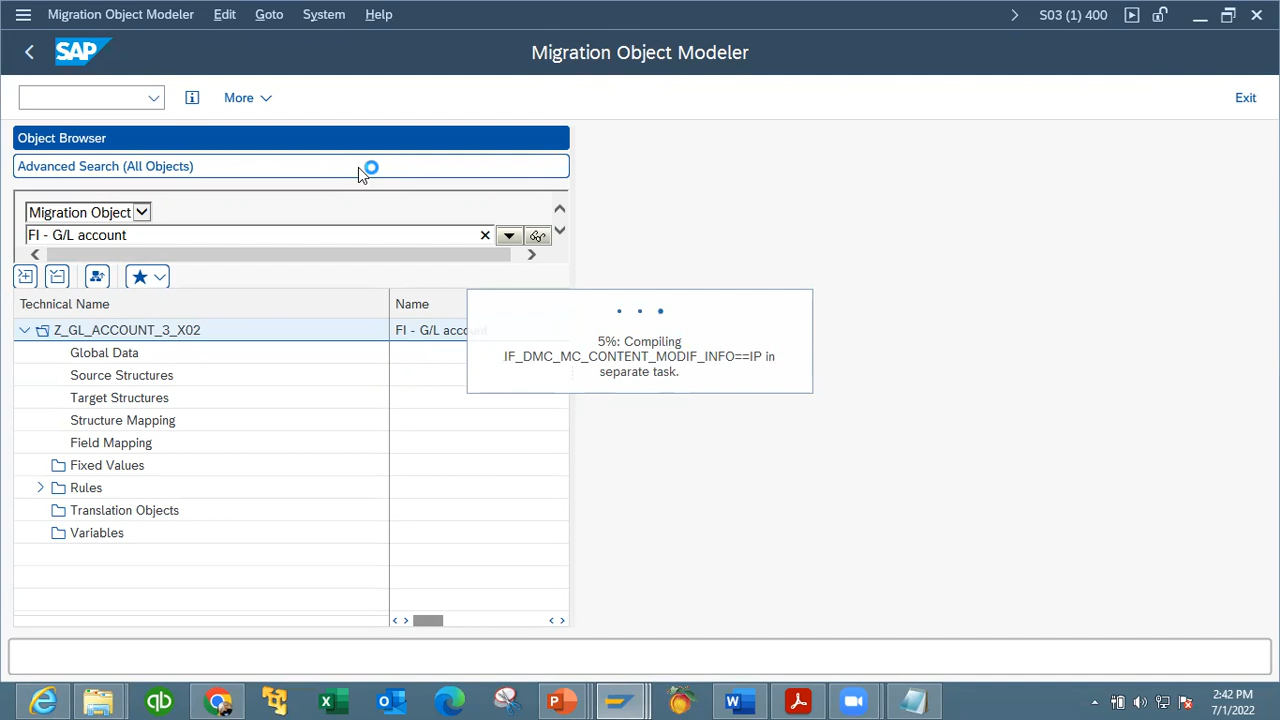 Migration Object Modeler Edit Goto System Help S03 (1) 400
SAP Migration Object Modeler
More Exit
Object Browser
Advanced Search (All Objects)
Migration Object
FI - G/L account
Technical Name Name
Z_GL_ACCOUNT_3_X02 FI - G/L account
Global Data
Source Structures
Target Structures
Structure Mapping
Field Mapping
Fixed Values
Rules
Translation Objects
Variables
5%: Compiling
IF_DMC_MC_CONTENT_MODIF_INFO==IP in
separate task.
2:42 PM
7/1/2022